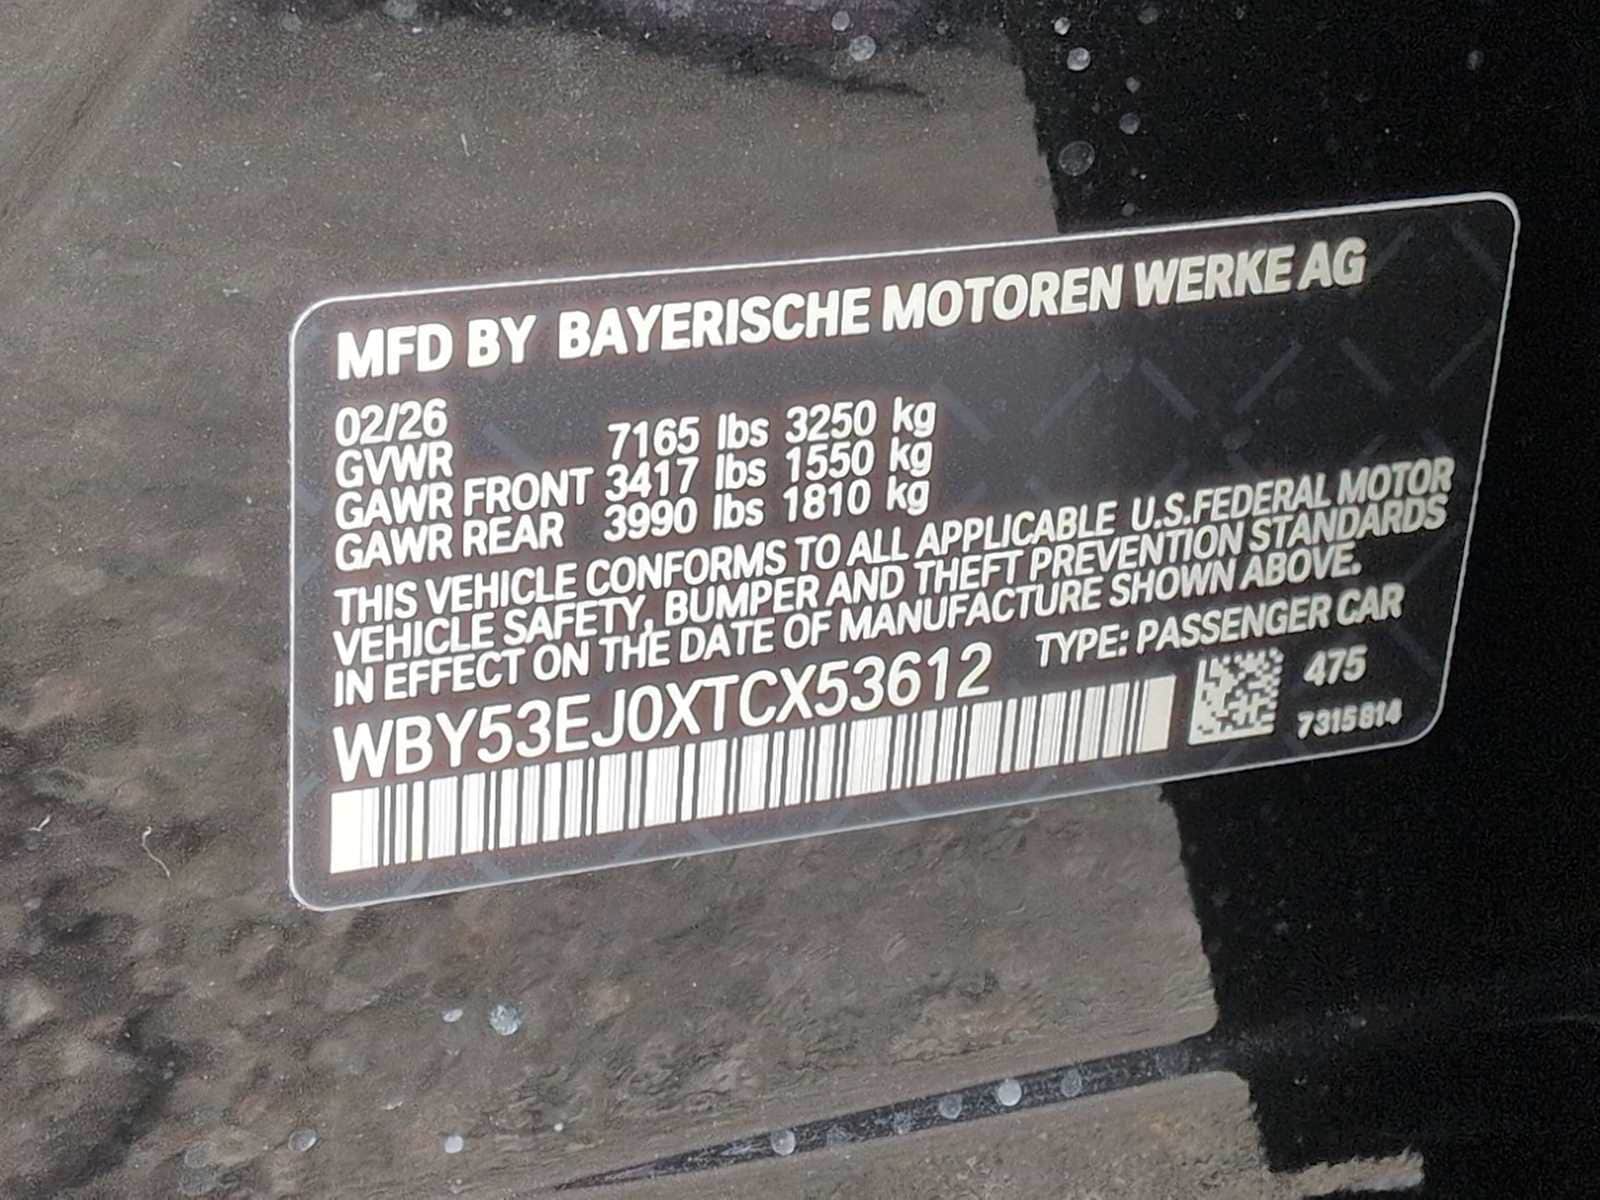 MFD BY BAYERISCHE MOTOREN WERKE AG
02/26
GVWR 7165 lbs 3250 kg
GAWR FRONT 3417 lbs 1550 kg
GAWR REAR 3990 lbs 1810 kg
THIS VEHICLE CONFORMS TO ALL APPLICABLE U.S.FEDERAL MOTOR
VEHICLE SAFETY, BUMPER AND THEFT PREVENTION STANDARDS
IN EFFECT ON THE DATE OF MANUFACTURE SHOWN ABOVE.
WBY53EJ0XTCX53612 TYPE: PASSENGER CAR
475
7315814